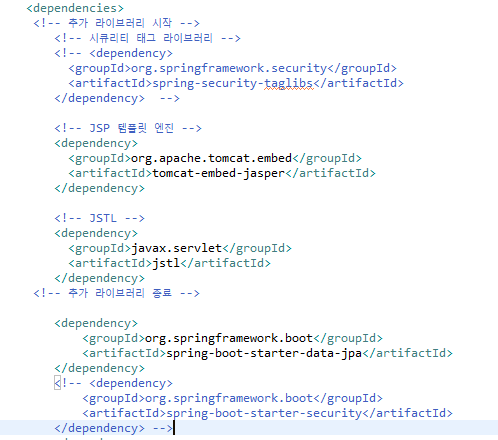 <dependencies>
<!-- 추가 라이브러리 시작 -->
<!-- 시큐리티 태그 라이브러리 -->
<!-- <dependency>
<groupId>org.springframework.security</groupId>
<artifactId>spring-security-taglibs</artifactId>
</dependency> -->
<!-- JSP 템플릿 엔진 -->
<dependency>
<groupId>org.apache.tomcat.embed</groupId>
<artifactId>tomcat-embed-jasper</artifactId>
</dependency>
<!-- JSTL -->
<dependency>
<groupId>javax.servlet</groupId>
<artifactId>jstl</artifactId>
</dependency>
<!-- 추가 라이브러리 종료 -->
<dependency>
<groupId>org.springframework.boot</groupId>
<artifactId>spring-boot-starter-data-jpa</artifactId>
</dependency>
<!-- <dependency>
<groupId>org.springframework.boot</groupId>
<artifactId>spring-boot-starter-security</artifactId>
</dependency> -->